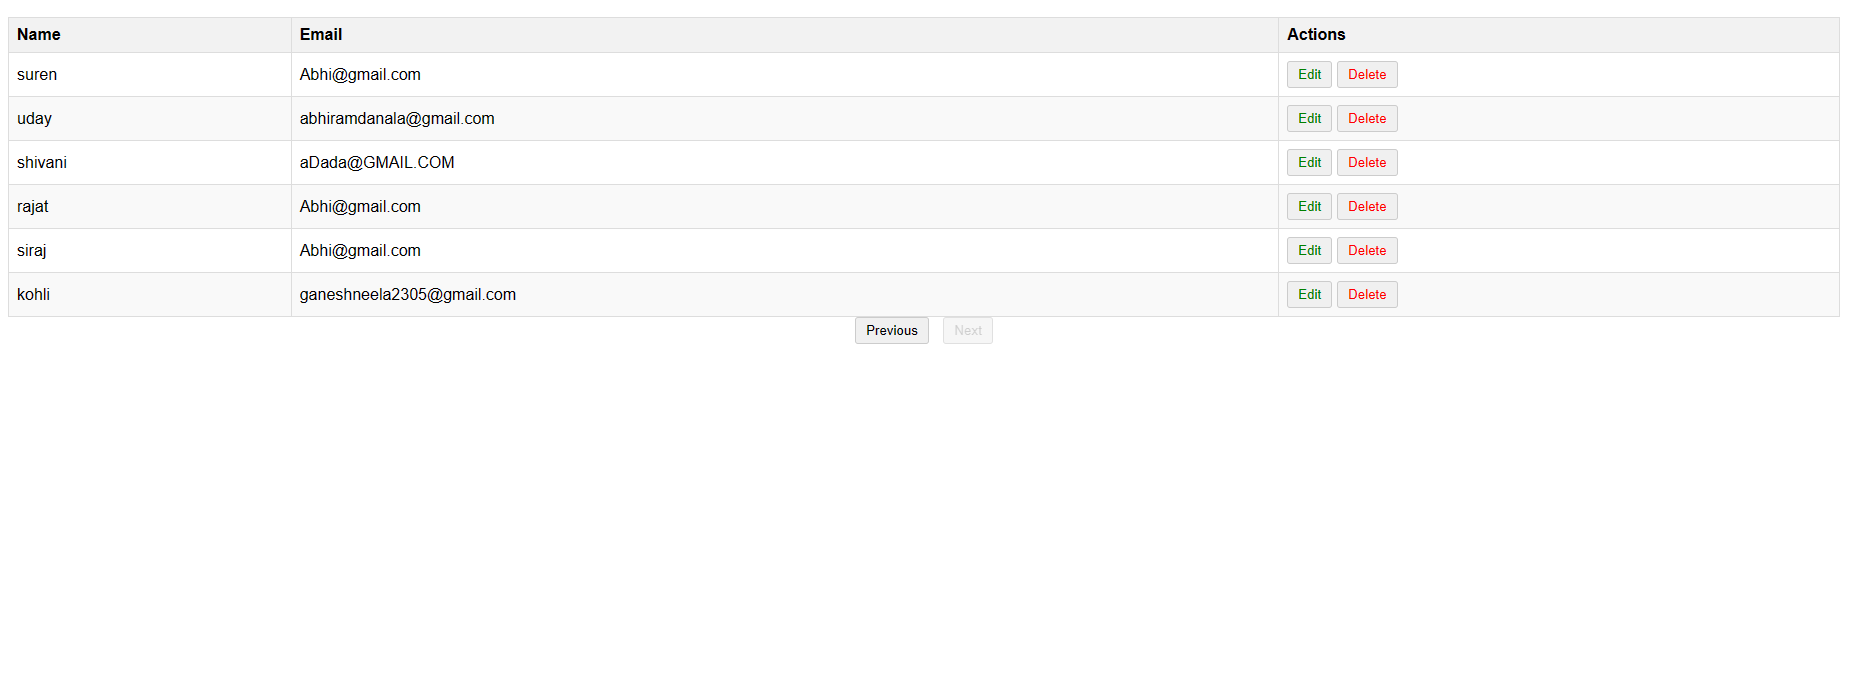 Name Email Actions
suren Abhi@gmail.com Edit Delete
uday abhiramdanala@gmail.com Edit Delete
shivani aDada@GMAIL.COM Edit Delete
rajat Abhi@gmail.com Edit Delete
siraj Abhi@gmail.com Edit Delete
kohli ganeshneela2305@gmail.com Edit Delete
Previous Next